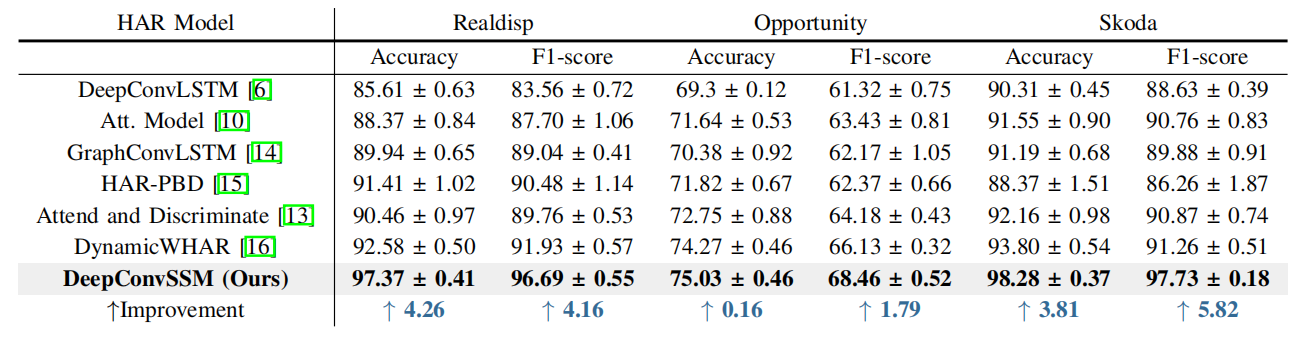 HAR Model Realdisp Opportunity Skoda
Accuracy F1-score Accuracy F1-score Accuracy F1-score
DeepConvLSTM [6] 85.61 ± 0.63 83.56 ± 0.72 69.3 ± 0.12 61.32 ± 0.75 90.31 ± 0.45 88.63 ± 0.39
Att. Model [10] 88.37 ± 0.84 87.70 ± 1.06 71.64 ± 0.53 63.43 ± 0.81 91.55 ± 0.90 90.76 ± 0.83
GraphConvLSTM [14] 89.94 ± 0.65 89.04 ± 0.41 70.38 ± 0.92 62.17 ± 1.05 91.19 ± 0.68 89.88 ± 0.91
HAR-PBD [15] 91.41 ± 1.02 90.48 ± 1.14 71.82 ± 0.67 62.37 ± 0.66 88.37 ± 1.51 86.26 ± 1.87
Attend and Discriminate [13] 90.46 ± 0.97 89.76 ± 0.53 72.75 ± 0.88 64.18 ± 0.43 92.16 ± 0.98 90.87 ± 0.74
DynamicWHAR [16] 92.58 ± 0.50 91.93 ± 0.57 74.27 ± 0.46 66.13 ± 0.32 93.80 ± 0.54 91.26 ± 0.51
DeepConvSSM (Ours) 97.37 ± 0.41 96.69 ± 0.55 75.03 ± 0.46 68.46 ± 0.52 98.28 ± 0.37 97.73 ± 0.18
↑Improvement ↑ 4.26 ↑ 4.16 ↑ 0.16 ↑ 1.79 ↑ 3.81 ↑ 5.82